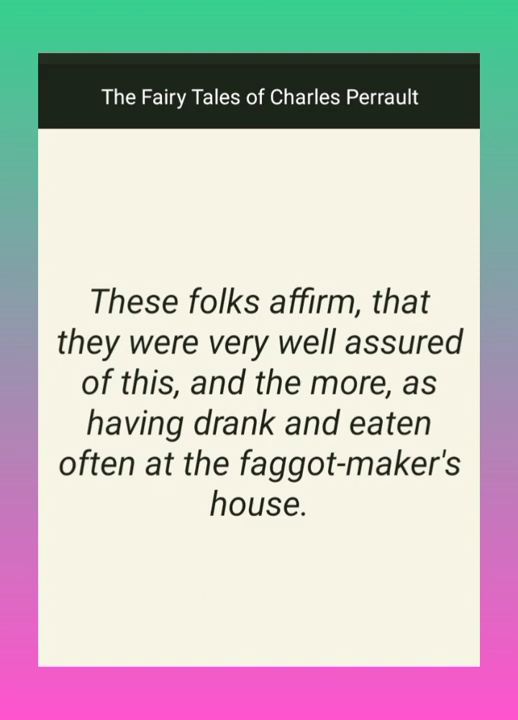 The Fairy Tales of Charles Perrault
These folks affirm, that
they were very well assured
of this, and the more, as
having drank and eaten
often at the faggot-maker's
house.